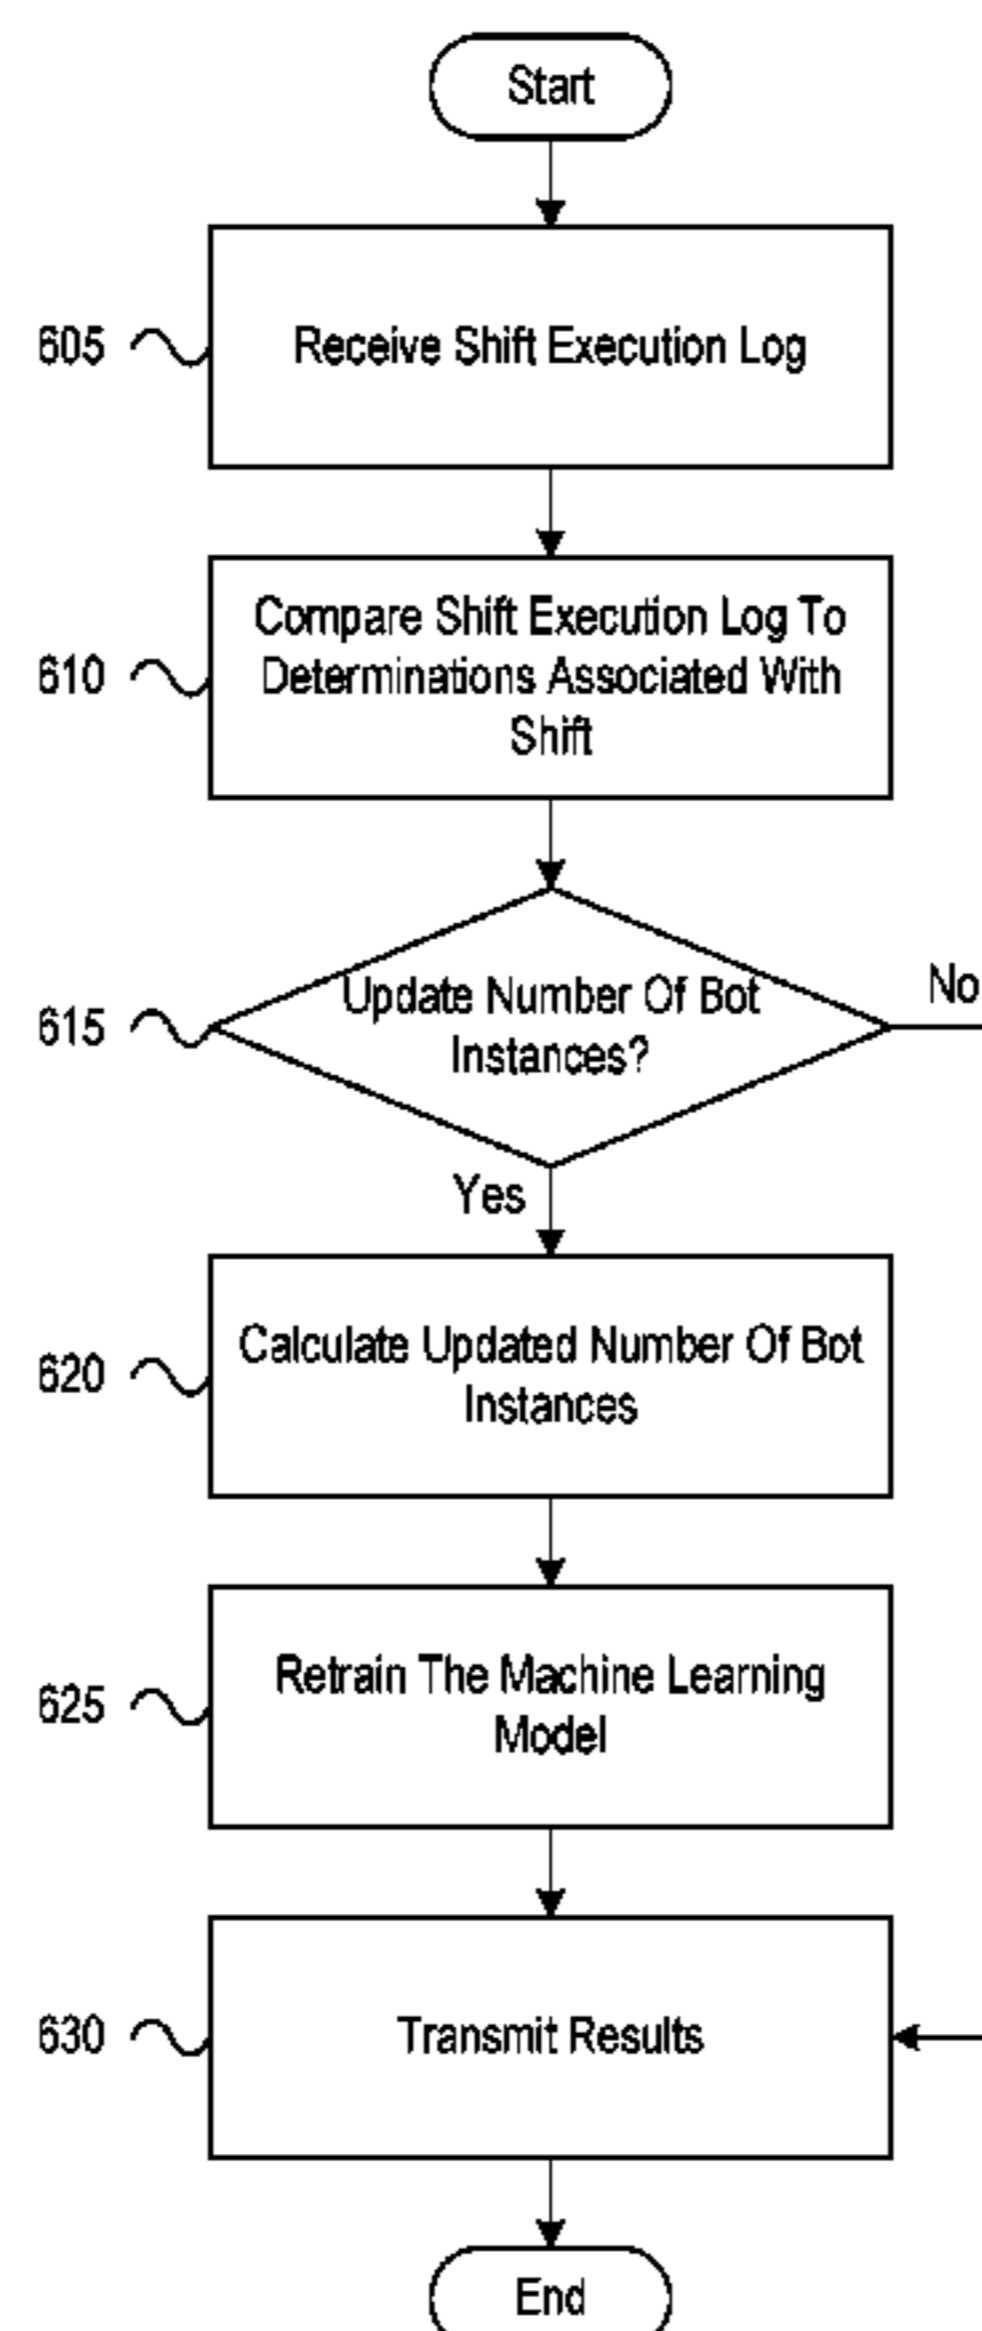 Start
605
Receive Shift Execution Log
610
Compare Shift Execution Log To
Determinations Associated With
Shift
615
Update Number Of Bot
Instances?
No
Yes
620
Calculate Updated Number Of Bot
Instances
625
Retrain The Machine Learning
Model
630
Transmit Results
End